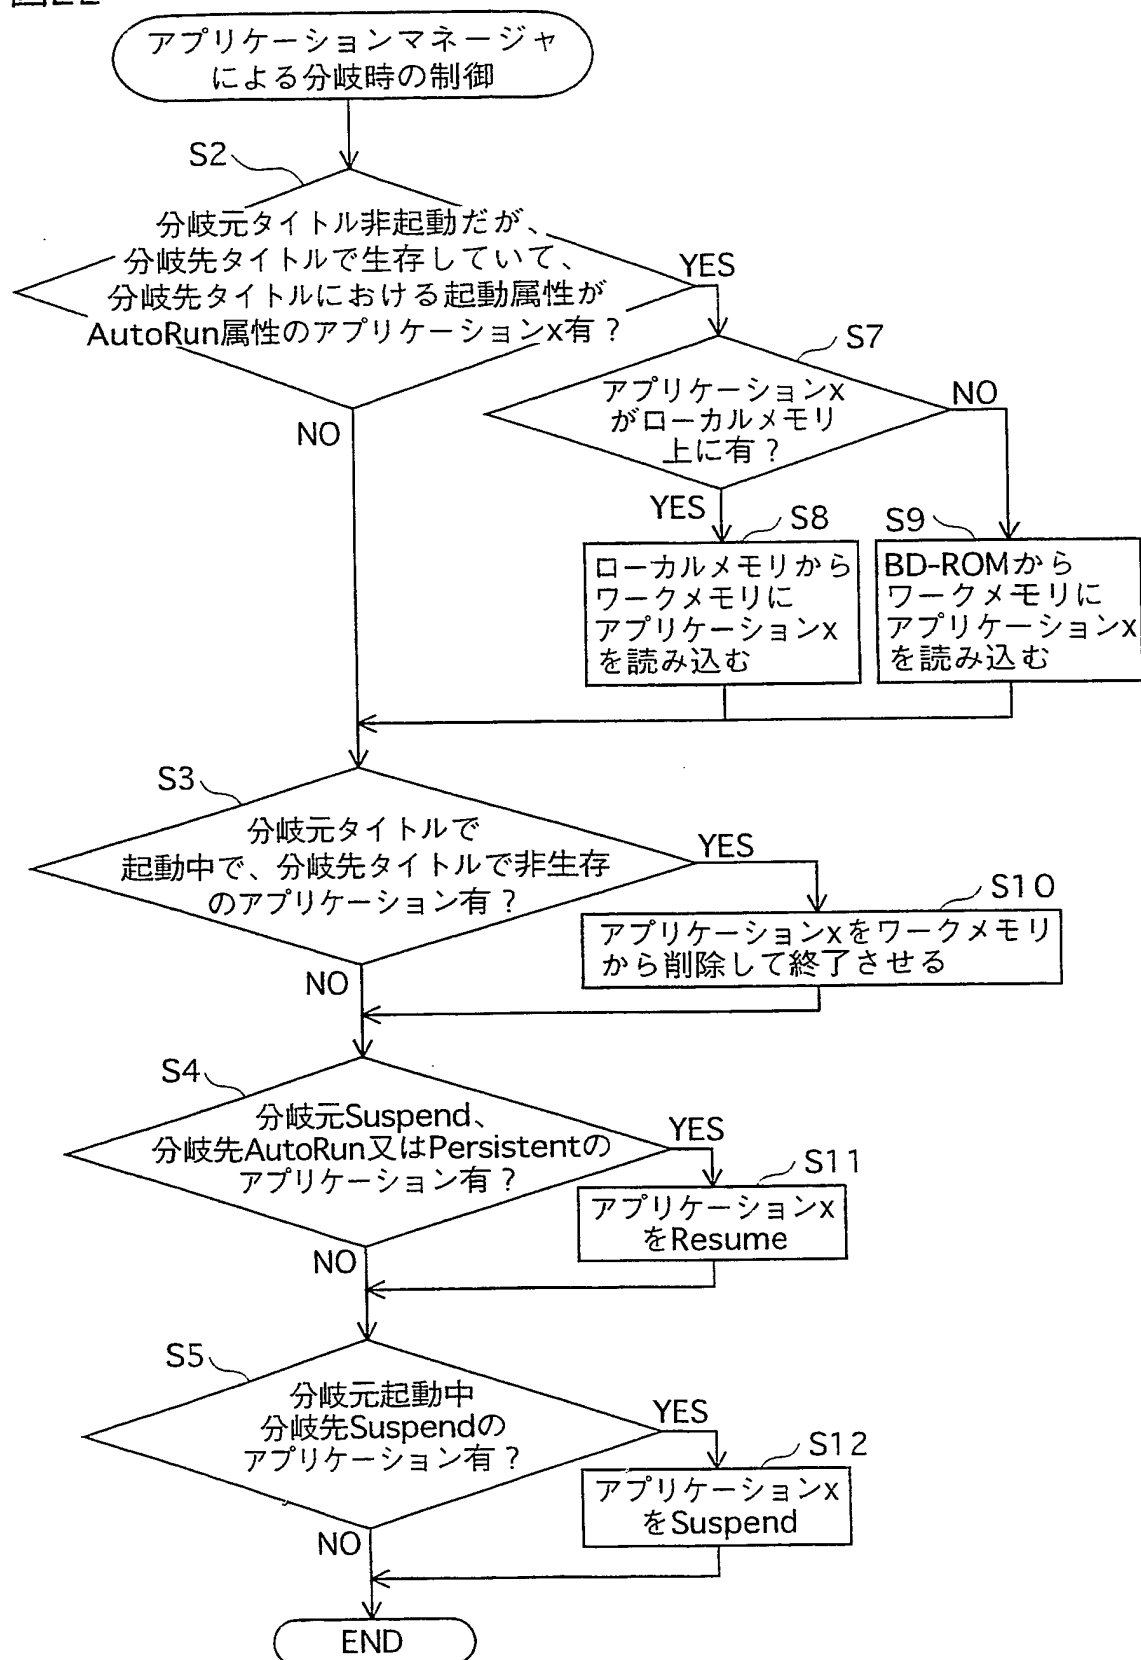 アプリケーションマネージャ
による分岐時の制御
S2
分岐元タイトル非起動だが、
分岐先タイトルで生存していて、
分岐先タイトルにおける起動属性が
AutoRun属性のアプリケーションx有？
YES
NO
S7
アプリケーションx
がローカルメモリ
上に有？
NO
YES
S8
ローカルメモリから
ワークメモリに
アプリケーションx
を読み込む
S9
BD-ROMから
ワークメモリに
アプリケーションx
を読み込む
S3
分岐元タイトルで
起動中で、分岐先タイトルで非生存
のアプリケーション有？
YES
NO
S10
アプリケーションxをワークメモリ
から削除して終了させる
S4
分岐元Suspend、
分岐先AutoRun又はPersistentの
アプリケーション有？
YES
NO
S11
アプリケーションx
をResume
S5
分岐元起動中
分岐先Suspendの
アプリケーション有？
YES
NO
S12
アプリケーションx
をSuspend
END